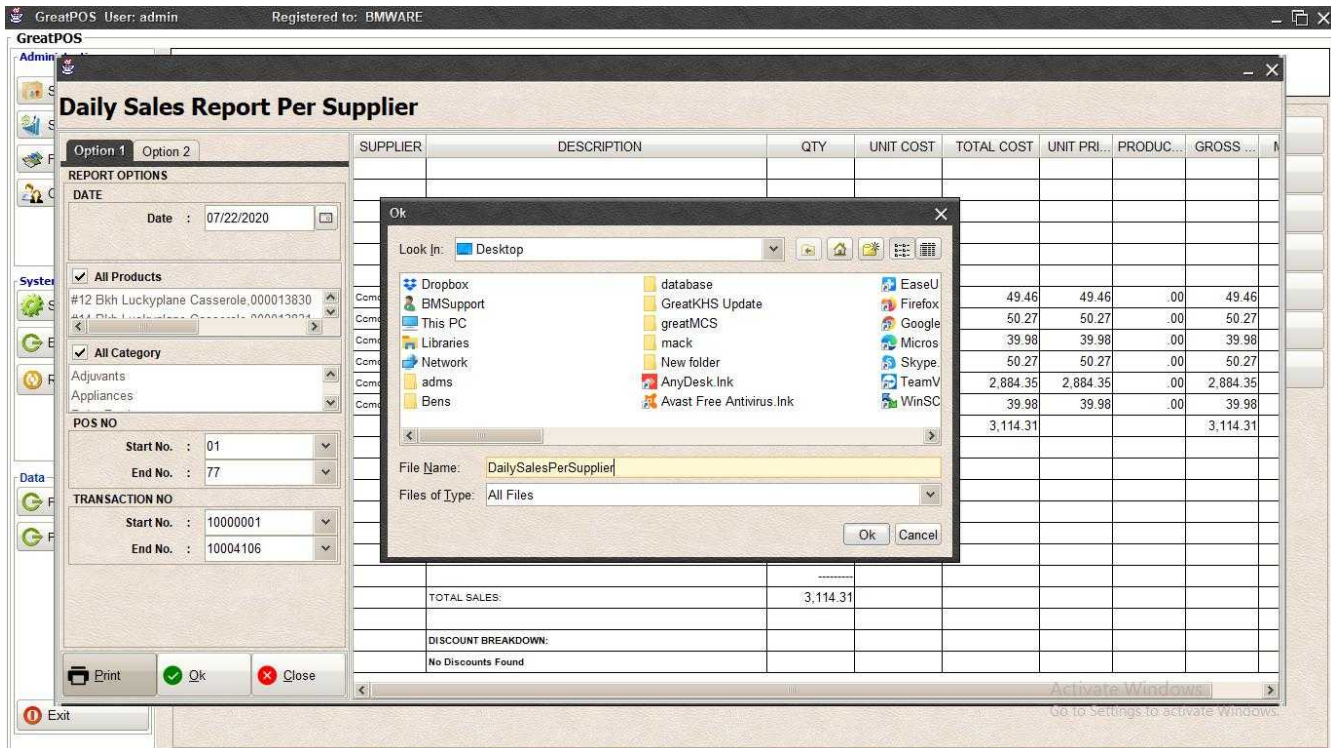 GreatPOS User: admin Registered to: BMWARE
GreatPOS
Daily Sales Report Per Supplier
Option 1 Option 2
REPORT OPTIONS
DATE
Date : 07/22/2020
All Products
#12 Bkh Luckyplane Casserole,000013830
All Category
Adjuvants
Appliances
POS NO
Start No. : 01
End No. : 77
TRANSACTION NO
Start No. : 10000001
End No. : 10004106
Print Ok Close
Exit
SUPPLIER DESCRIPTION QTY UNIT COST TOTAL COST UNIT PRI... PRODUC... GROSS ...
49.46 49.46 .00 49.46
50.27 50.27 .00 50.27
39.98 39.98 .00 39.98
50.27 50.27 .00 50.27
2,884.35 2,884.35 .00 2,884.35
39.98 39.98 .00 39.98
3,114.31 3,114.31
---------
TOTAL SALES: 3,114.31
DISCOUNT BREAKDOWN:
No Discounts Found
Ok
Look In: Desktop
Dropbox database EaseU
BMSupport GreatKHS Update Firefox
This PC greatMCS Google
Libraries mack Micros
Network New folder Skype.
adms AnyDesk.lnk TeamV
Bens Avast Free Antivirus.lnk WinSC
File Name: DailySalesPerSupplier
Files of Type: All Files
Ok Cancel
Activate Windows
Go to Settings to activate Windows.